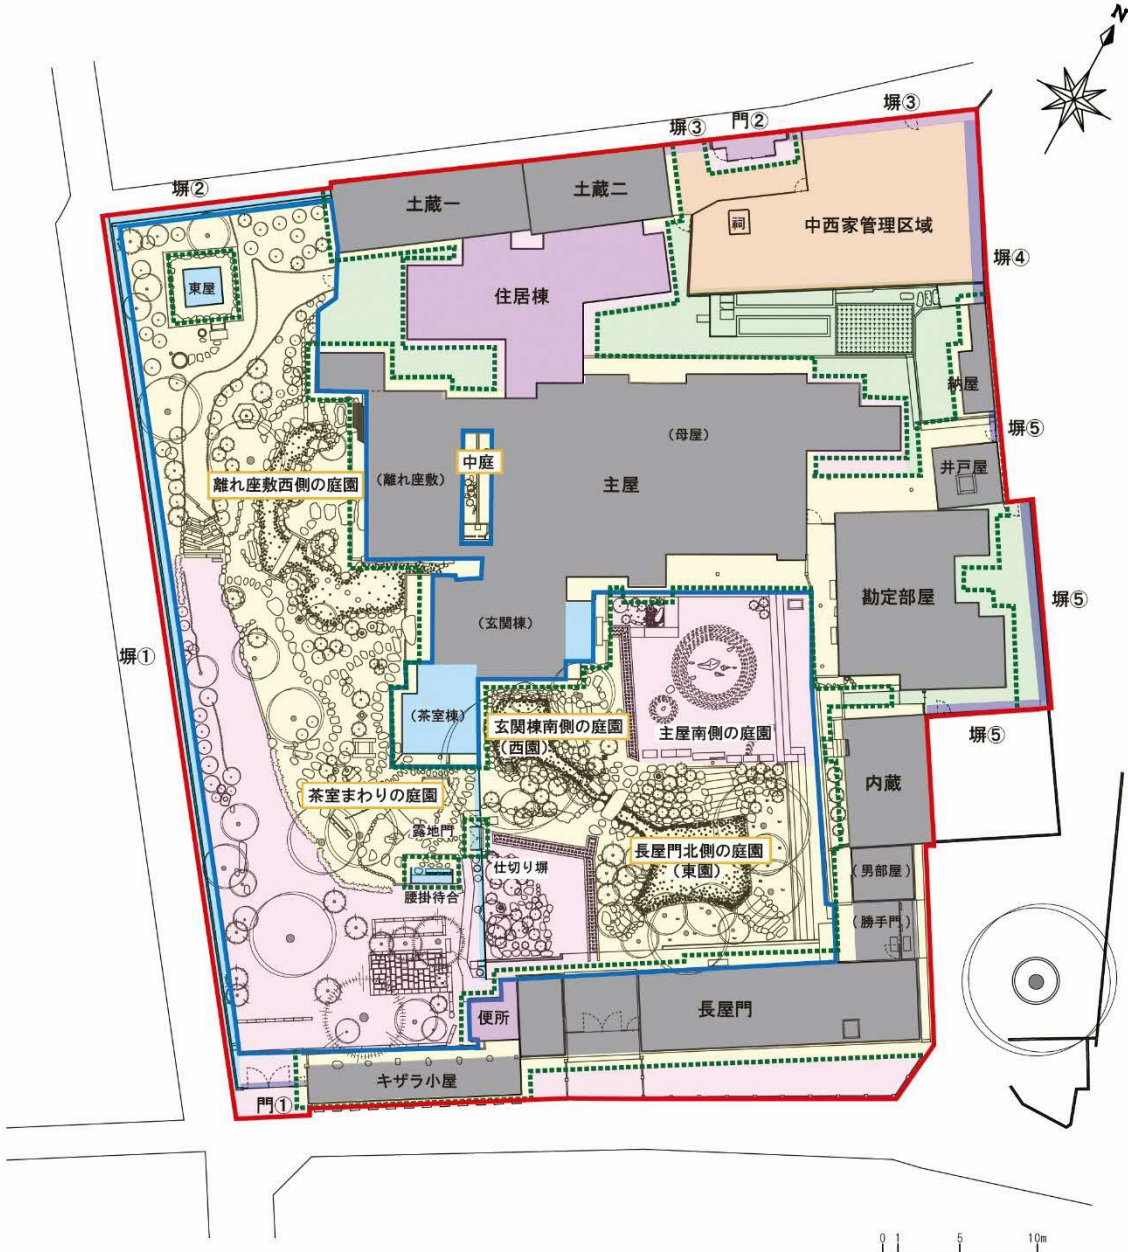 N
塀③
塀③
門②
塀②
土蔵一
土蔵二
祠
中西家管理区域
塀④
東屋
住居棟
納屋
(母屋)
塀⑤
中庭
井戸屋
離れ座敷西側の庭園
(離れ座敷)
主屋
勘定部屋
塀⑤
(玄関棟)
塀①
(茶室棟)
玄関棟南側の庭園
(西園)
主屋南側の庭園
塀⑤
内蔵
茶室まわりの庭園
露地門
仕切り塀
長屋門北側の庭園
(東園)
(男部屋)
腰掛待合
(勝手門)
便所
長屋門
キザラ小屋
門①
0 1 5 10m